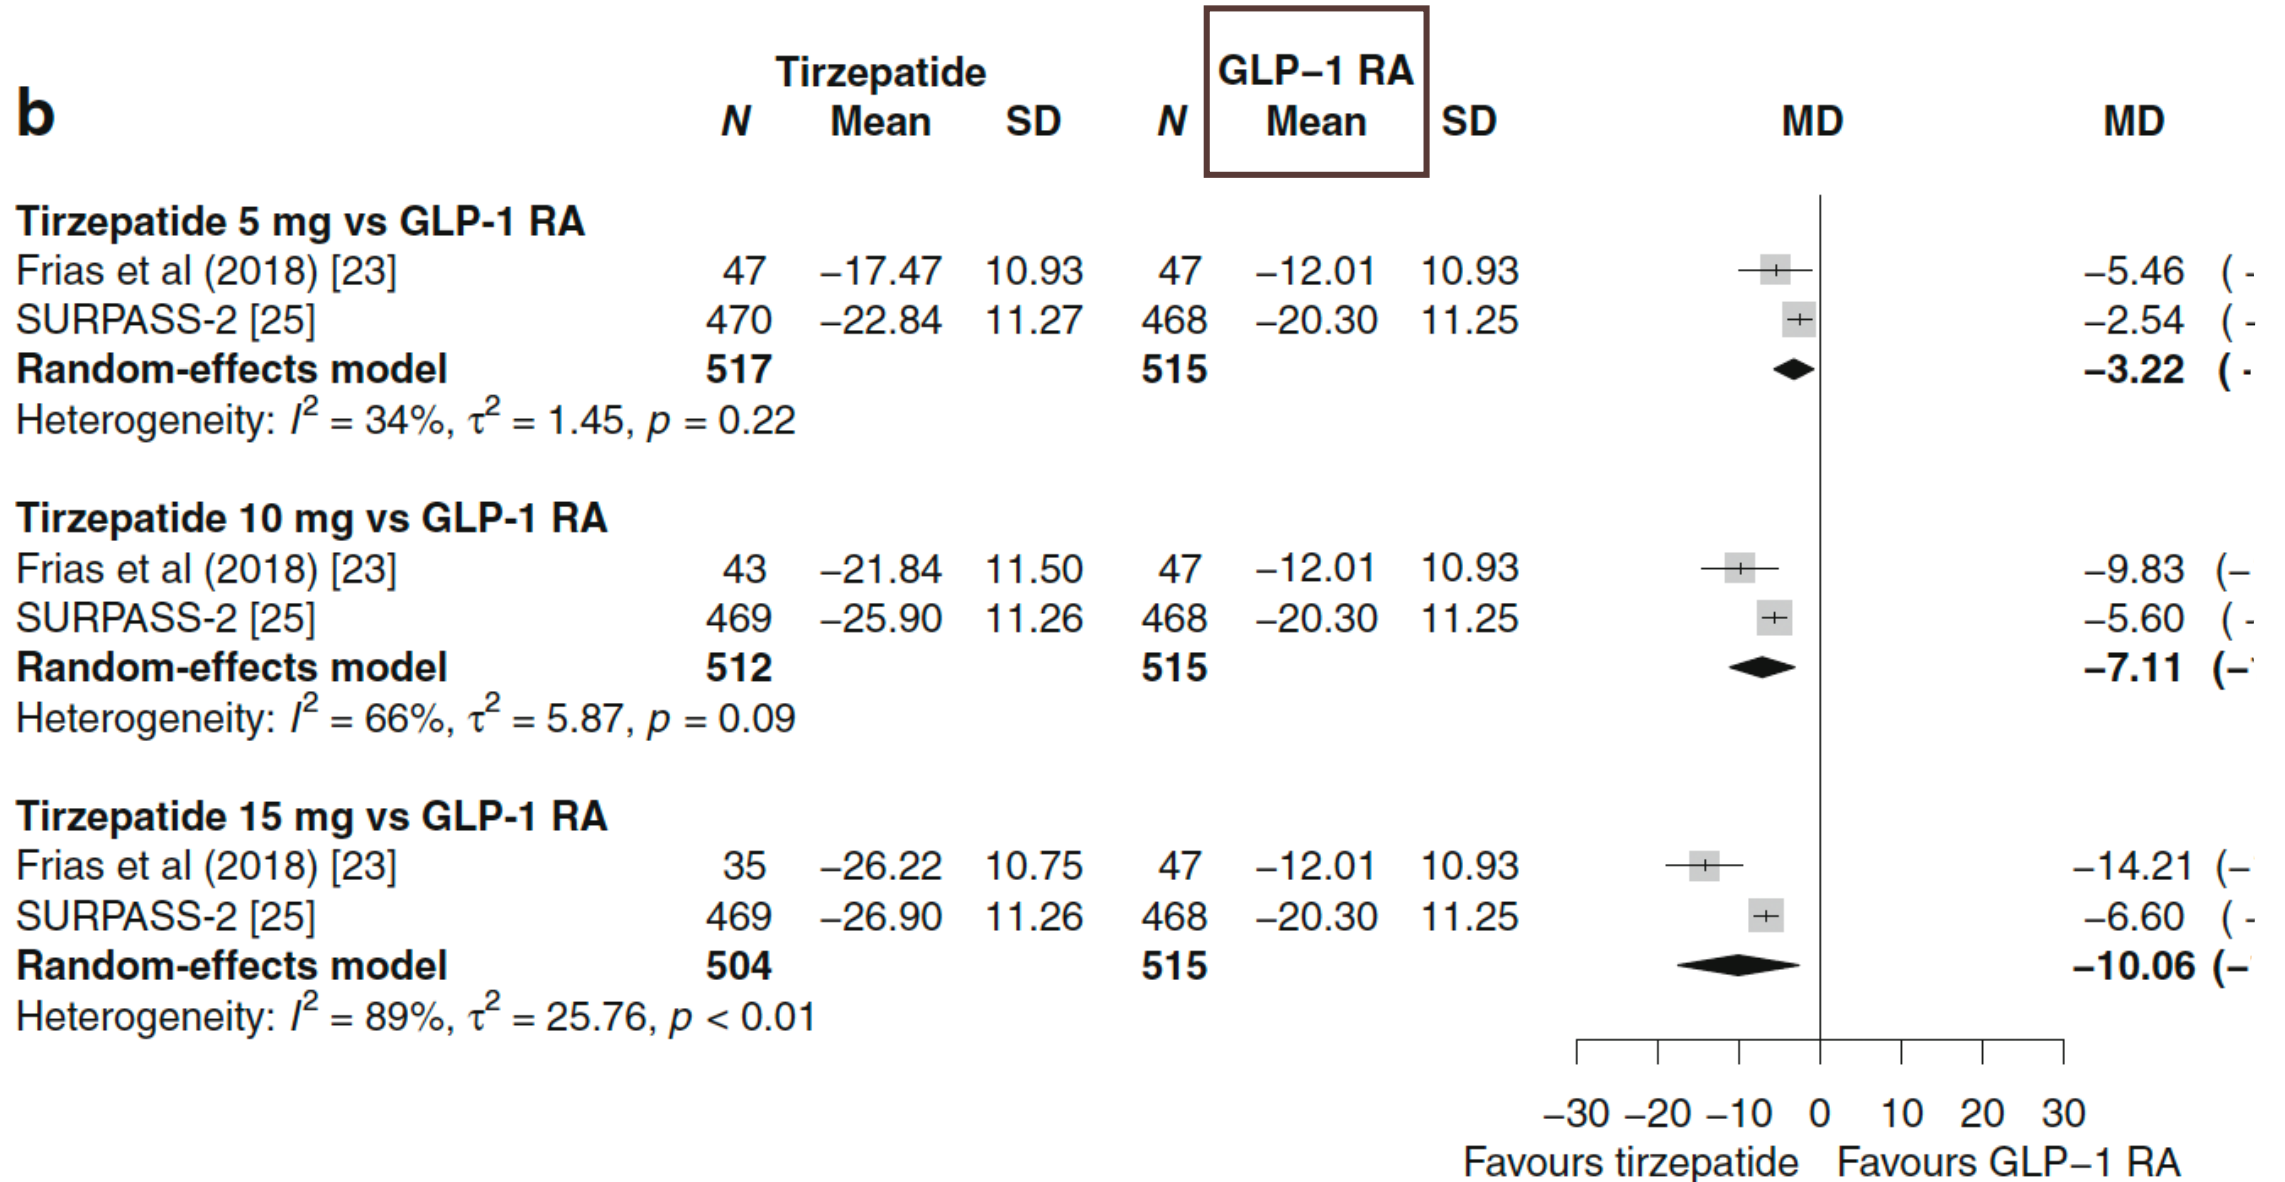 b
Tirzepatide GLP−1 RA
N Mean SD N Mean SD MD MD
Tirzepatide 5 mg vs GLP-1 RA
Frias et al (2018) [23] 47 −17.47 10.93 47 −12.01 10.93 −5.46 ( -
SURPASS-2 [25] 470 −22.84 11.27 468 −20.30 11.25 −2.54 ( -
Random-effects model 517 515 −3.22 ( -
Heterogeneity: I² = 34%, τ² = 1.45, p = 0.22
Tirzepatide 10 mg vs GLP-1 RA
Frias et al (2018) [23] 43 −21.84 11.50 47 −12.01 10.93 −9.83 (−
SURPASS-2 [25] 469 −25.90 11.26 468 −20.30 11.25 −5.60 ( -
Random-effects model 512 515 −7.11 (−
Heterogeneity: I² = 66%, τ² = 5.87, p = 0.09
Tirzepatide 15 mg vs GLP-1 RA
Frias et al (2018) [23] 35 −26.22 10.75 47 −12.01 10.93 −14.21 (−
SURPASS-2 [25] 469 −26.90 11.26 468 −20.30 11.25 −6.60 ( -
Random-effects model 504 515 −10.06 (−
Heterogeneity: I² = 89%, τ² = 25.76, p < 0.01
−30 −20 −10 0 10 20 30
Favours tirzepatide Favours GLP−1 RA